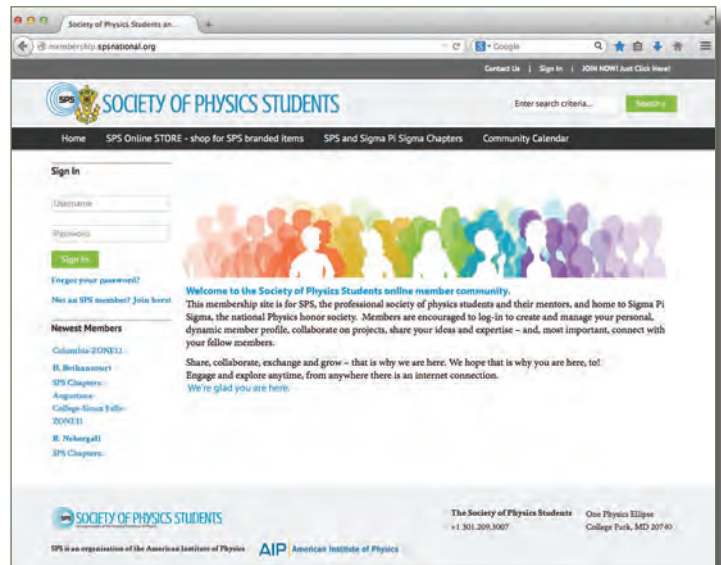 Society of Physics Students an...
membership.spsnational.org
Google
Contact Us | Sign In | JOIN NOW! Just Click Here!
SPS SOCIETY OF PHYSICS STUDENTS
Enter search criteria...
Search
Home SPS Online STORE - shop for SPS branded items SPS and Sigma Pi Sigma Chapters Community Calendar
Sign In
Username
Password
Sign In
Forgot your password?
Not an SPS member? Join here!
Newest Members
Columbia-ZONE12
H. Bethancourt
SPS Chapters:
Augustana
College-Sioux Falls-
ZONE11
R. Nebergall
SPS Chapters:
Welcome to the Society of Physics Students online member community.
This membership site is for SPS, the professional society of physics students and their mentors, and home to Sigma Pi
Sigma, the national Physics honor society. Members are encouraged to log-in to create and manage your personal,
dynamic member profile, collaborate on projects, share your ideas and expertise – and, most important, connect with
your fellow members.
Share, collaborate, exchange and grow – that is why we are here. We hope that is why you are here, to!
Engage and explore anytime, from anywhere there is an internet connection.
We're glad you are here.
SPS SOCIETY OF PHYSICS STUDENTS
SPS is an organization of the American Institute of Physics AIP American Institute of Physics
The Society of Physics Students
+1 301.209.3007
One Physics Ellipse
College Park, MD 20740